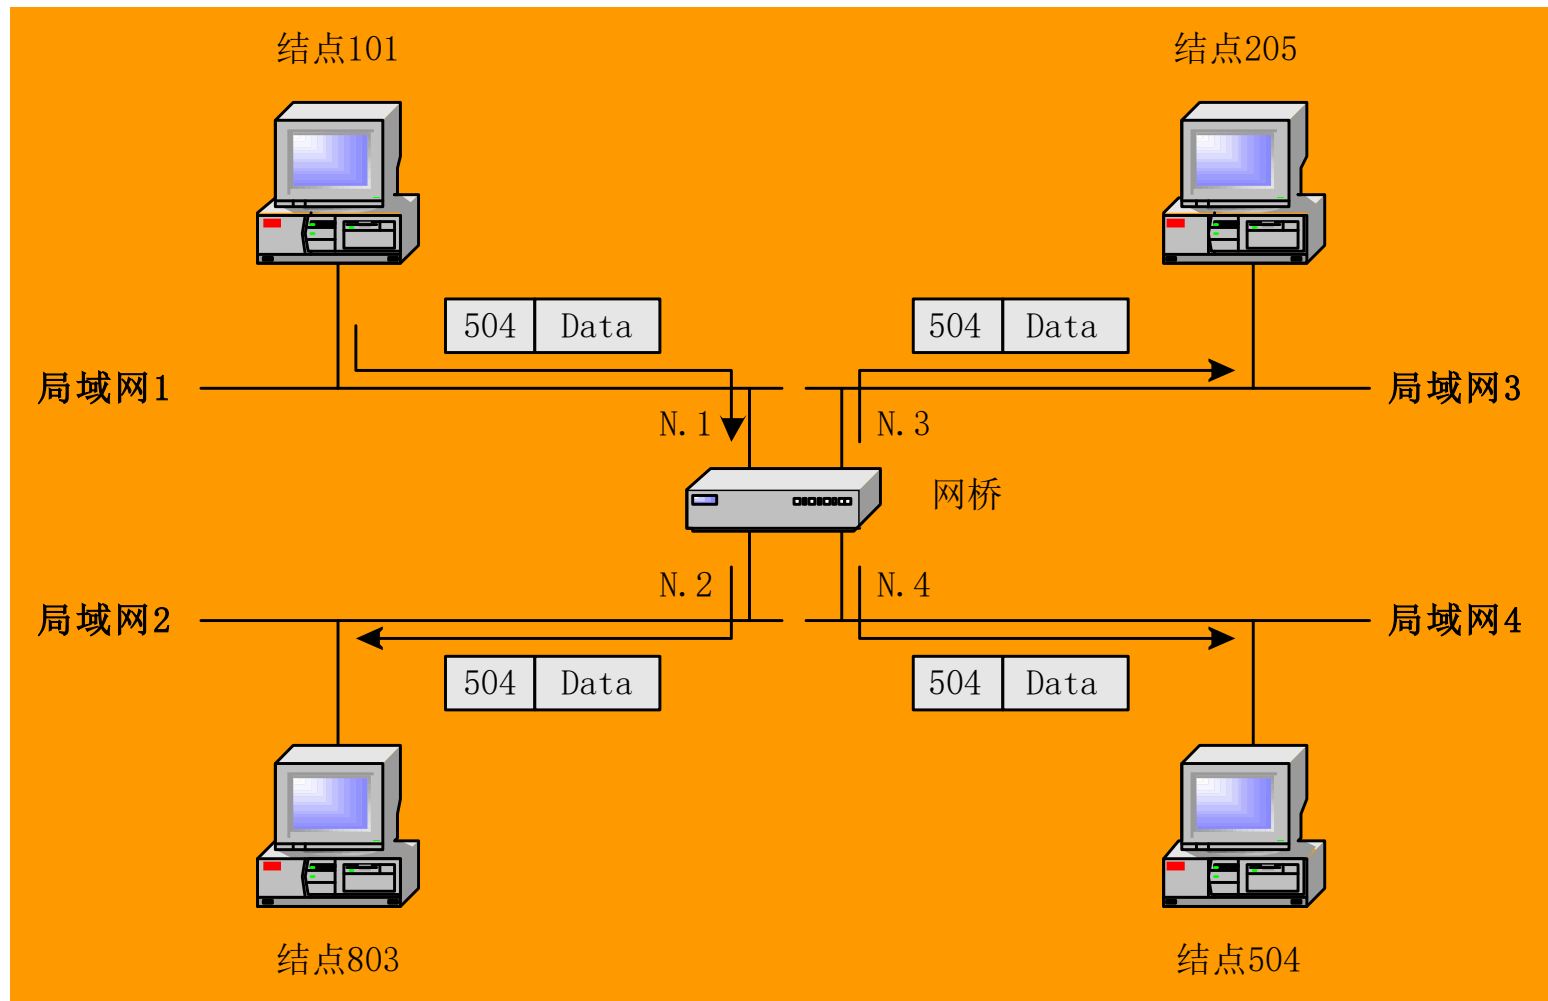 结点101
结点205
504 Data
504 Data
局域网1
局域网3
N.1
N.3
网桥
N.2
N.4
局域网2
局域网4
504 Data
504 Data
结点803
结点504